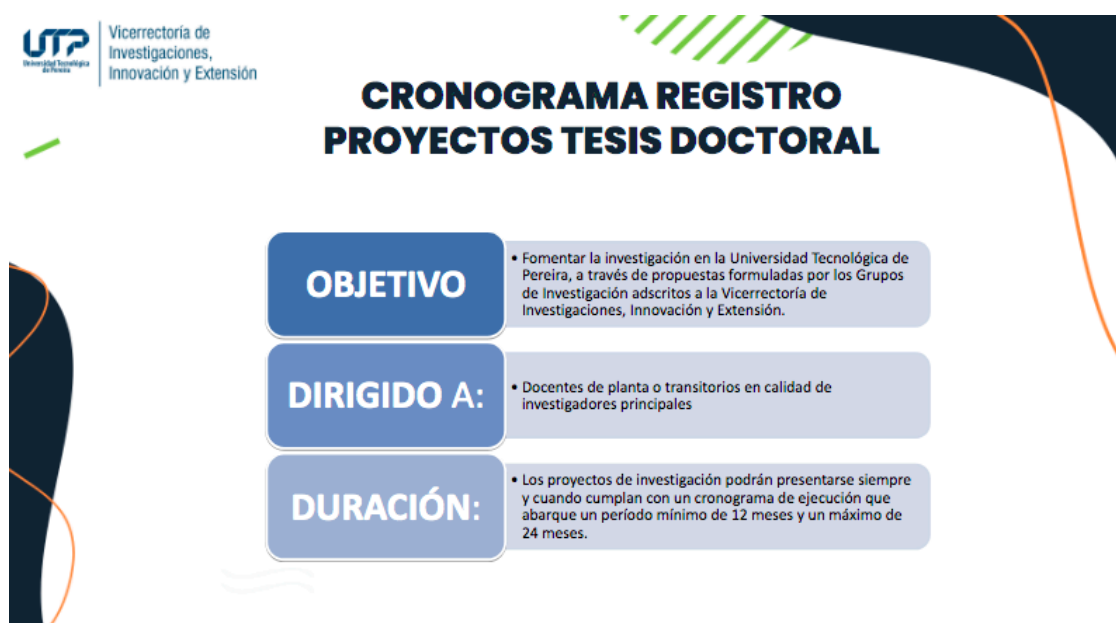 UTP
Universidad Tecnológica
de Pereira
Vicerrectoría de
Investigaciones,
Innovación y Extensión
CRONOGRAMA REGISTRO
PROYECTOS TESIS DOCTORAL
OBJETIVO
• Fomentar la investigación en la Universidad Tecnológica de
Pereira, a través de propuestas formuladas por los Grupos
de Investigación adscritos a la Vicerrectoría de
Investigaciones, Innovación y Extensión.
DIRIGIDO A:
• Docentes de planta o transitorios en calidad de
investigadores principales
DURACIÓN:
• Los proyectos de investigación podrán presentarse siempre
y cuando cumplan con un cronograma de ejecución que
abarque un período mínimo de 12 meses y un máximo de
24 meses.